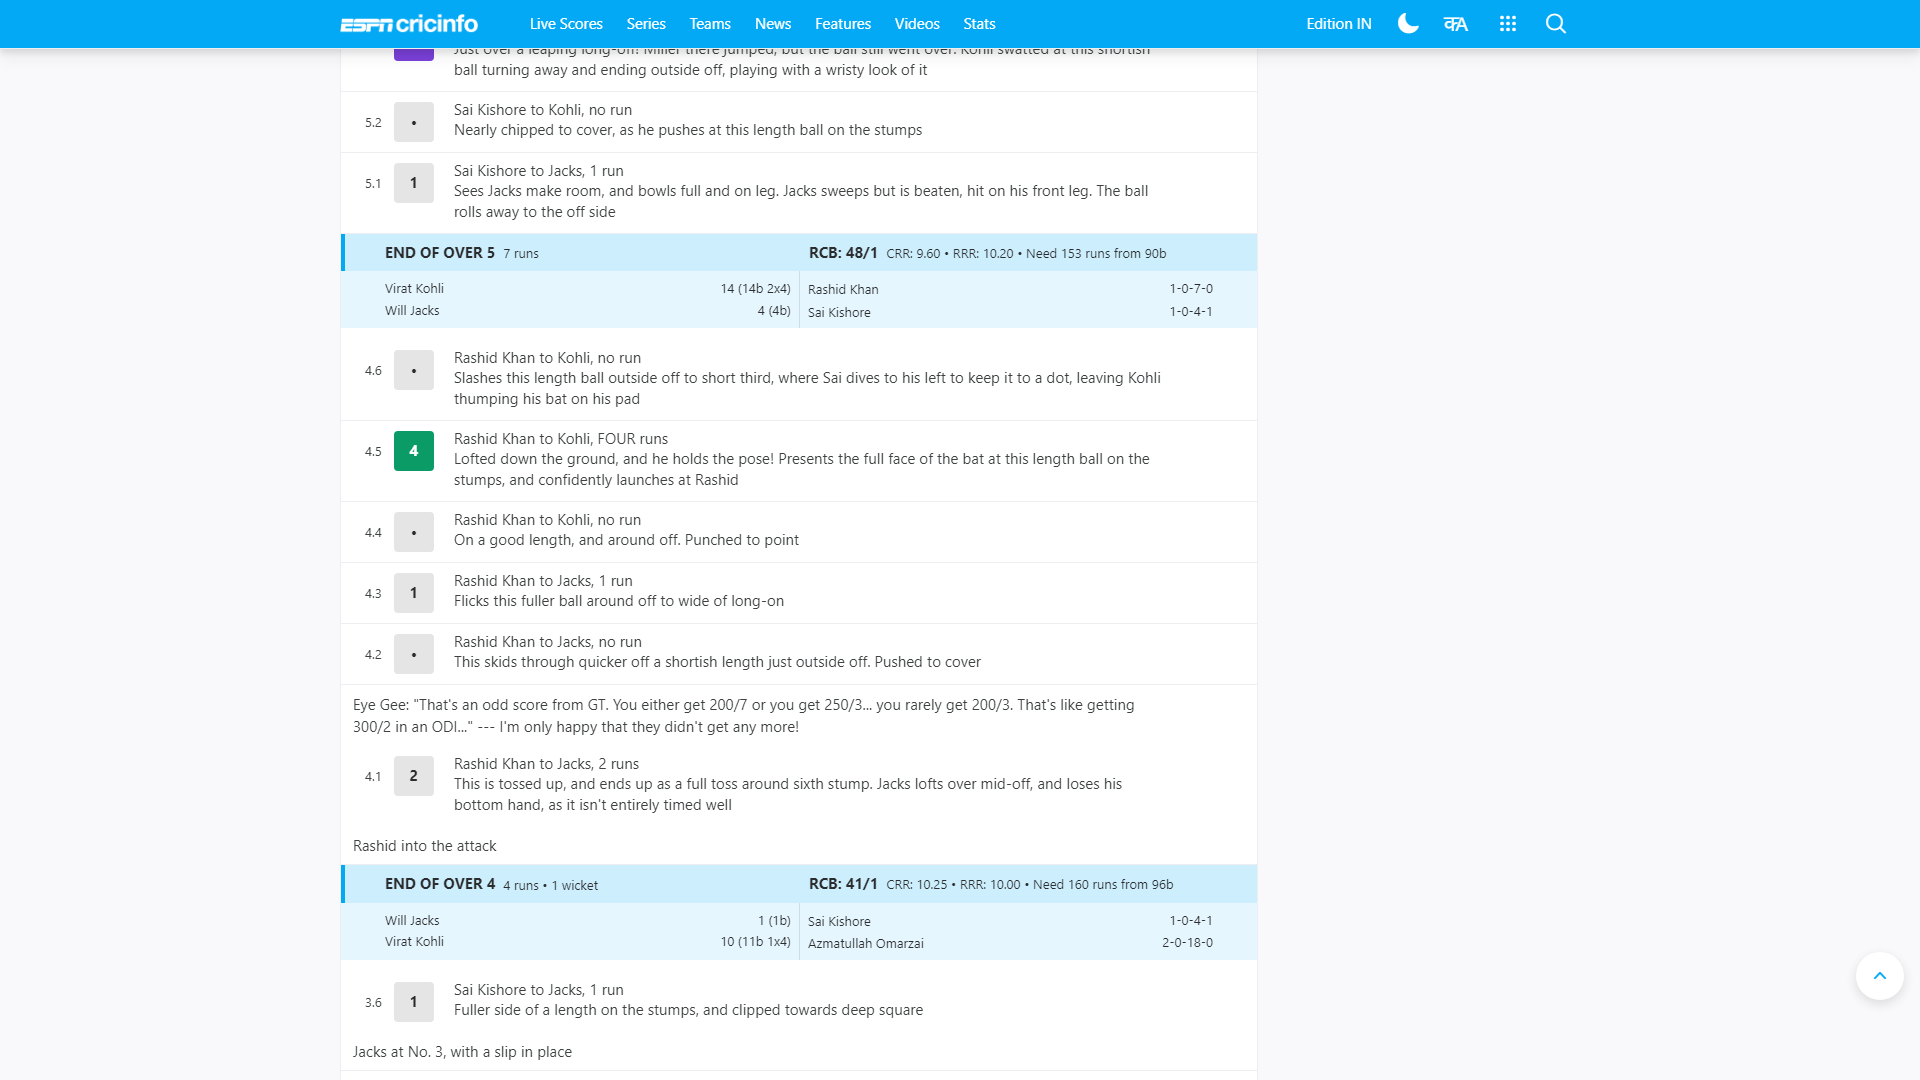 ESPN cricinfo Live Scores Series Teams News Features Videos Stats Edition IN
Just over a leaping long-off! Miller there jumped, but the ball still went over. Kohli swatted at this shortish
ball turning away and ending outside off, playing with a wristy look of it
Sai Kishore to Kohli, no run
5.2 •
Nearly chipped to cover, as he pushes at this length ball on the stumps
Sai Kishore to Jacks, 1 run
5.1 1
Sees Jacks make room, and bowls full and on leg. Jacks sweeps but is beaten, hit on his front leg. The ball
rolls away to the off side
END OF OVER 5 7 runs RCB: 48/1 CRR: 9.60 • RRR: 10.20 • Need 153 runs from 90b
Virat Kohli 14 (14b 2x4) Rashid Khan 1-0-7-0
Will Jacks 4 (4b) Sai Kishore 1-0-4-1
Rashid Khan to Kohli, no run
4.6 •
Slashes this length ball outside off to short third, where Sai dives to his left to keep it to a dot, leaving Kohli
thumping his bat on his pad
Rashid Khan to Kohli, FOUR runs
4.5 4
Lofted down the ground, and he holds the pose! Presents the full face of the bat at this length ball on the
stumps, and confidently launches at Rashid
Rashid Khan to Kohli, no run
4.4 •
On a good length, and around off. Punched to point
Rashid Khan to Jacks, 1 run
4.3 1
Flicks this fuller ball around off to wide of long-on
Rashid Khan to Jacks, no run
4.2 •
This skids through quicker off a shortish length just outside off. Pushed to cover
Eye Gee: "That's an odd score from GT. You either get 200/7 or you get 250/3... you rarely get 200/3. That's like getting
300/2 in an ODI..." --- I'm only happy that they didn't get any more!
Rashid Khan to Jacks, 2 runs
4.1 2
This is tossed up, and ends up as a full toss around sixth stump. Jacks lofts over mid-off, and loses his
bottom hand, as it isn't entirely timed well
Rashid into the attack
END OF OVER 4 4 runs • 1 wicket RCB: 41/1 CRR: 10.25 • RRR: 10.00 • Need 160 runs from 96b
Will Jacks 1 (1b) Sai Kishore 1-0-4-1
Virat Kohli 10 (11b 1x4) Azmatullah Omarzai 2-0-18-0
Sai Kishore to Jacks, 1 run
3.6 1
Fuller side of a length on the stumps, and clipped towards deep square
Jacks at No. 3, with a slip in place